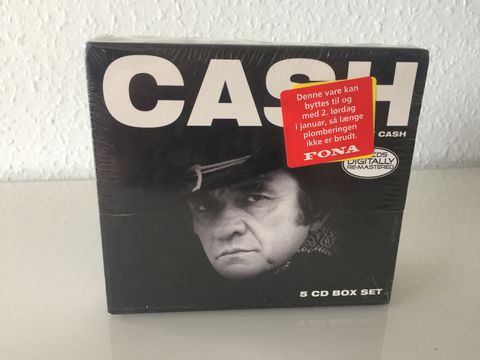 CASH
Denne vare kan
byttes til og
med 2. lørdag
i januar, så længe
plomberingen
ikke er brudt.
FONA
CASH
CDS
DIGITALLY
RE-MASTERED
5 CD BOX SET